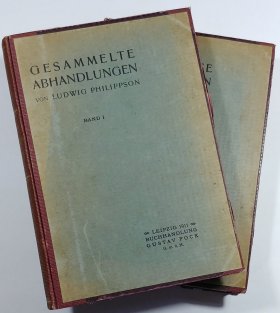 GESAMMELTE
ABHANDLUNGEN
VON LUDWIG PHILIPPSON
BAND I
LEIPZIG 1911
BUCHHANDLUNG
GUSTAV FOCK
G.M.B.H.